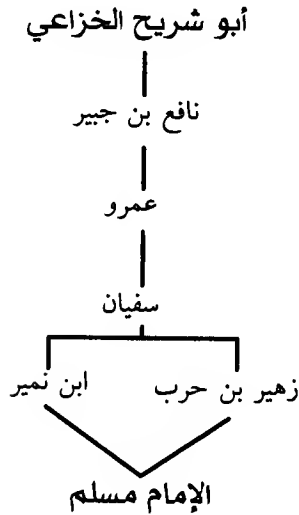 أبو شريح الخزاعي
نافع بن جبير
عمرو
سفيان
زهير بن حرب
ابن نمير
الإمام مسلم